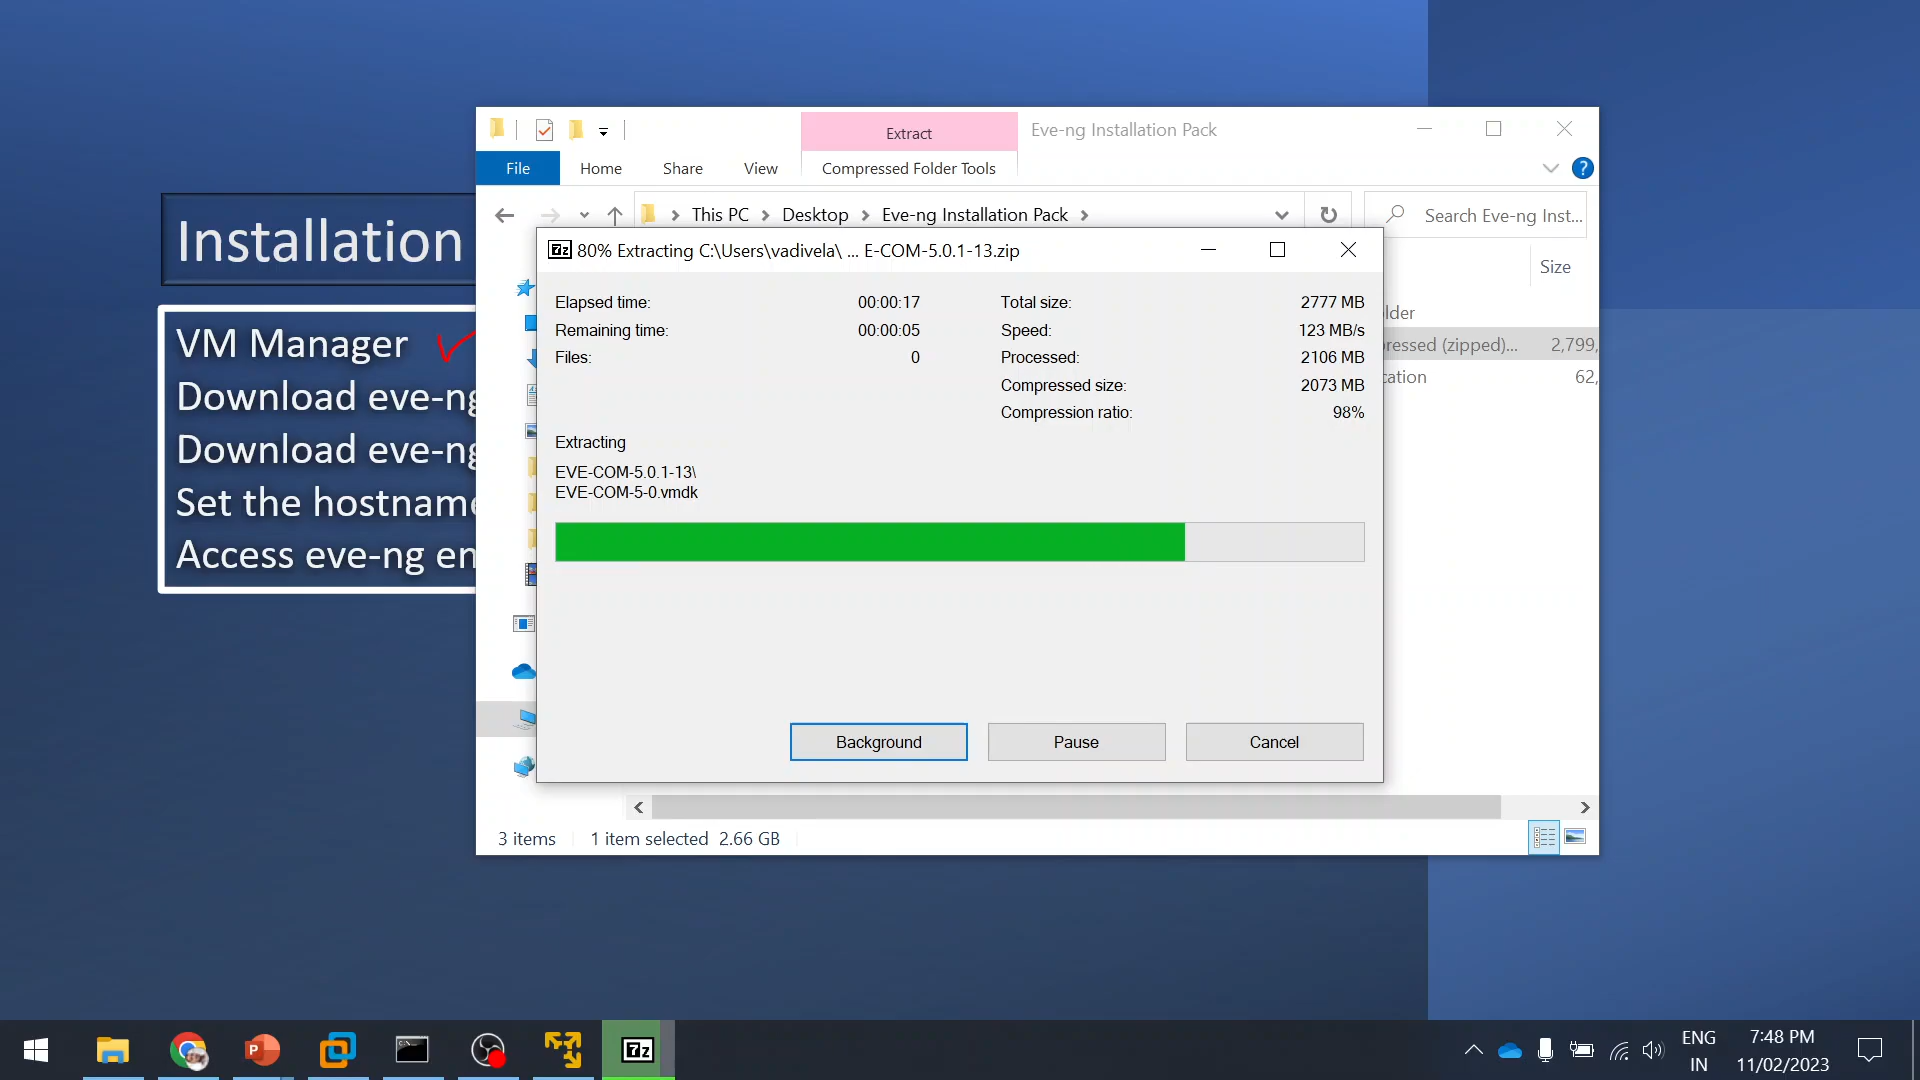 Extract
Eve-ng Installation Pack
File
Home
Share
View
Compressed Folder Tools
?
This PC
Desktop
Eve-ng Installation Pack
Search Eve-ng Inst...
Installation
VM Manager
Download eve-ng
Download eve-ng
Set the hostname
Access eve-ng en
Size
2,799,
62,
7z
80% Extracting C:\Users\vadivela\ ... E-COM-5.0.1-13.zip
Elapsed time:
00:00:17
Total size:
2777 MB
Remaining time:
00:00:05
Speed:
123 MB/s
Files:
0
Processed:
2106 MB
Compressed size:
2073 MB
Compression ratio:
98%
Extracting
EVE-COM-5.0.1-13\
EVE-COM-5-0.vmdk
Background
Pause
Cancel
3 items
1 item selected 2.66 GB
P
7z
ENG
IN
7:48 PM
11/02/2023